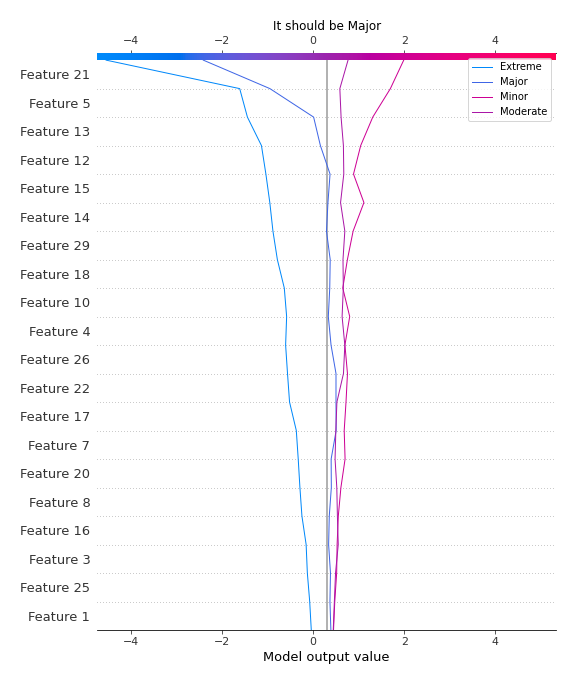 It should be Major
−4 −2 0 2 4
Feature 21
Feature 5
Feature 13
Feature 12
Feature 15
Feature 14
Feature 29
Feature 18
Feature 10
Feature 4
Feature 26
Feature 22
Feature 17
Feature 7
Feature 20
Feature 8
Feature 16
Feature 3
Feature 25
Feature 1
Extreme
Major
Minor
Moderate
−4 −2 0 2 4
Model output value